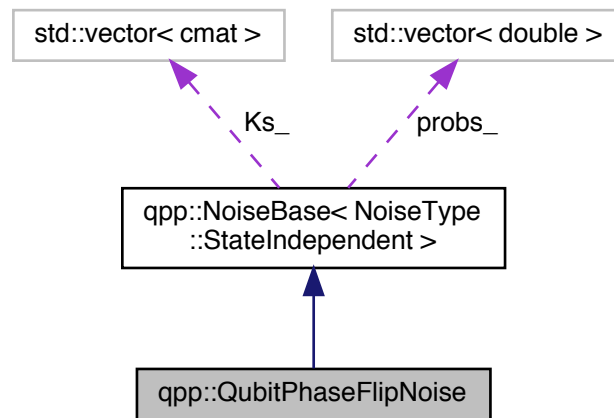 std::vector< cmat >
std::vector< double >
Ks_
probs_
qpp::NoiseBase< NoiseType
::StateIndependent >
qpp::QubitPhaseFlipNoise